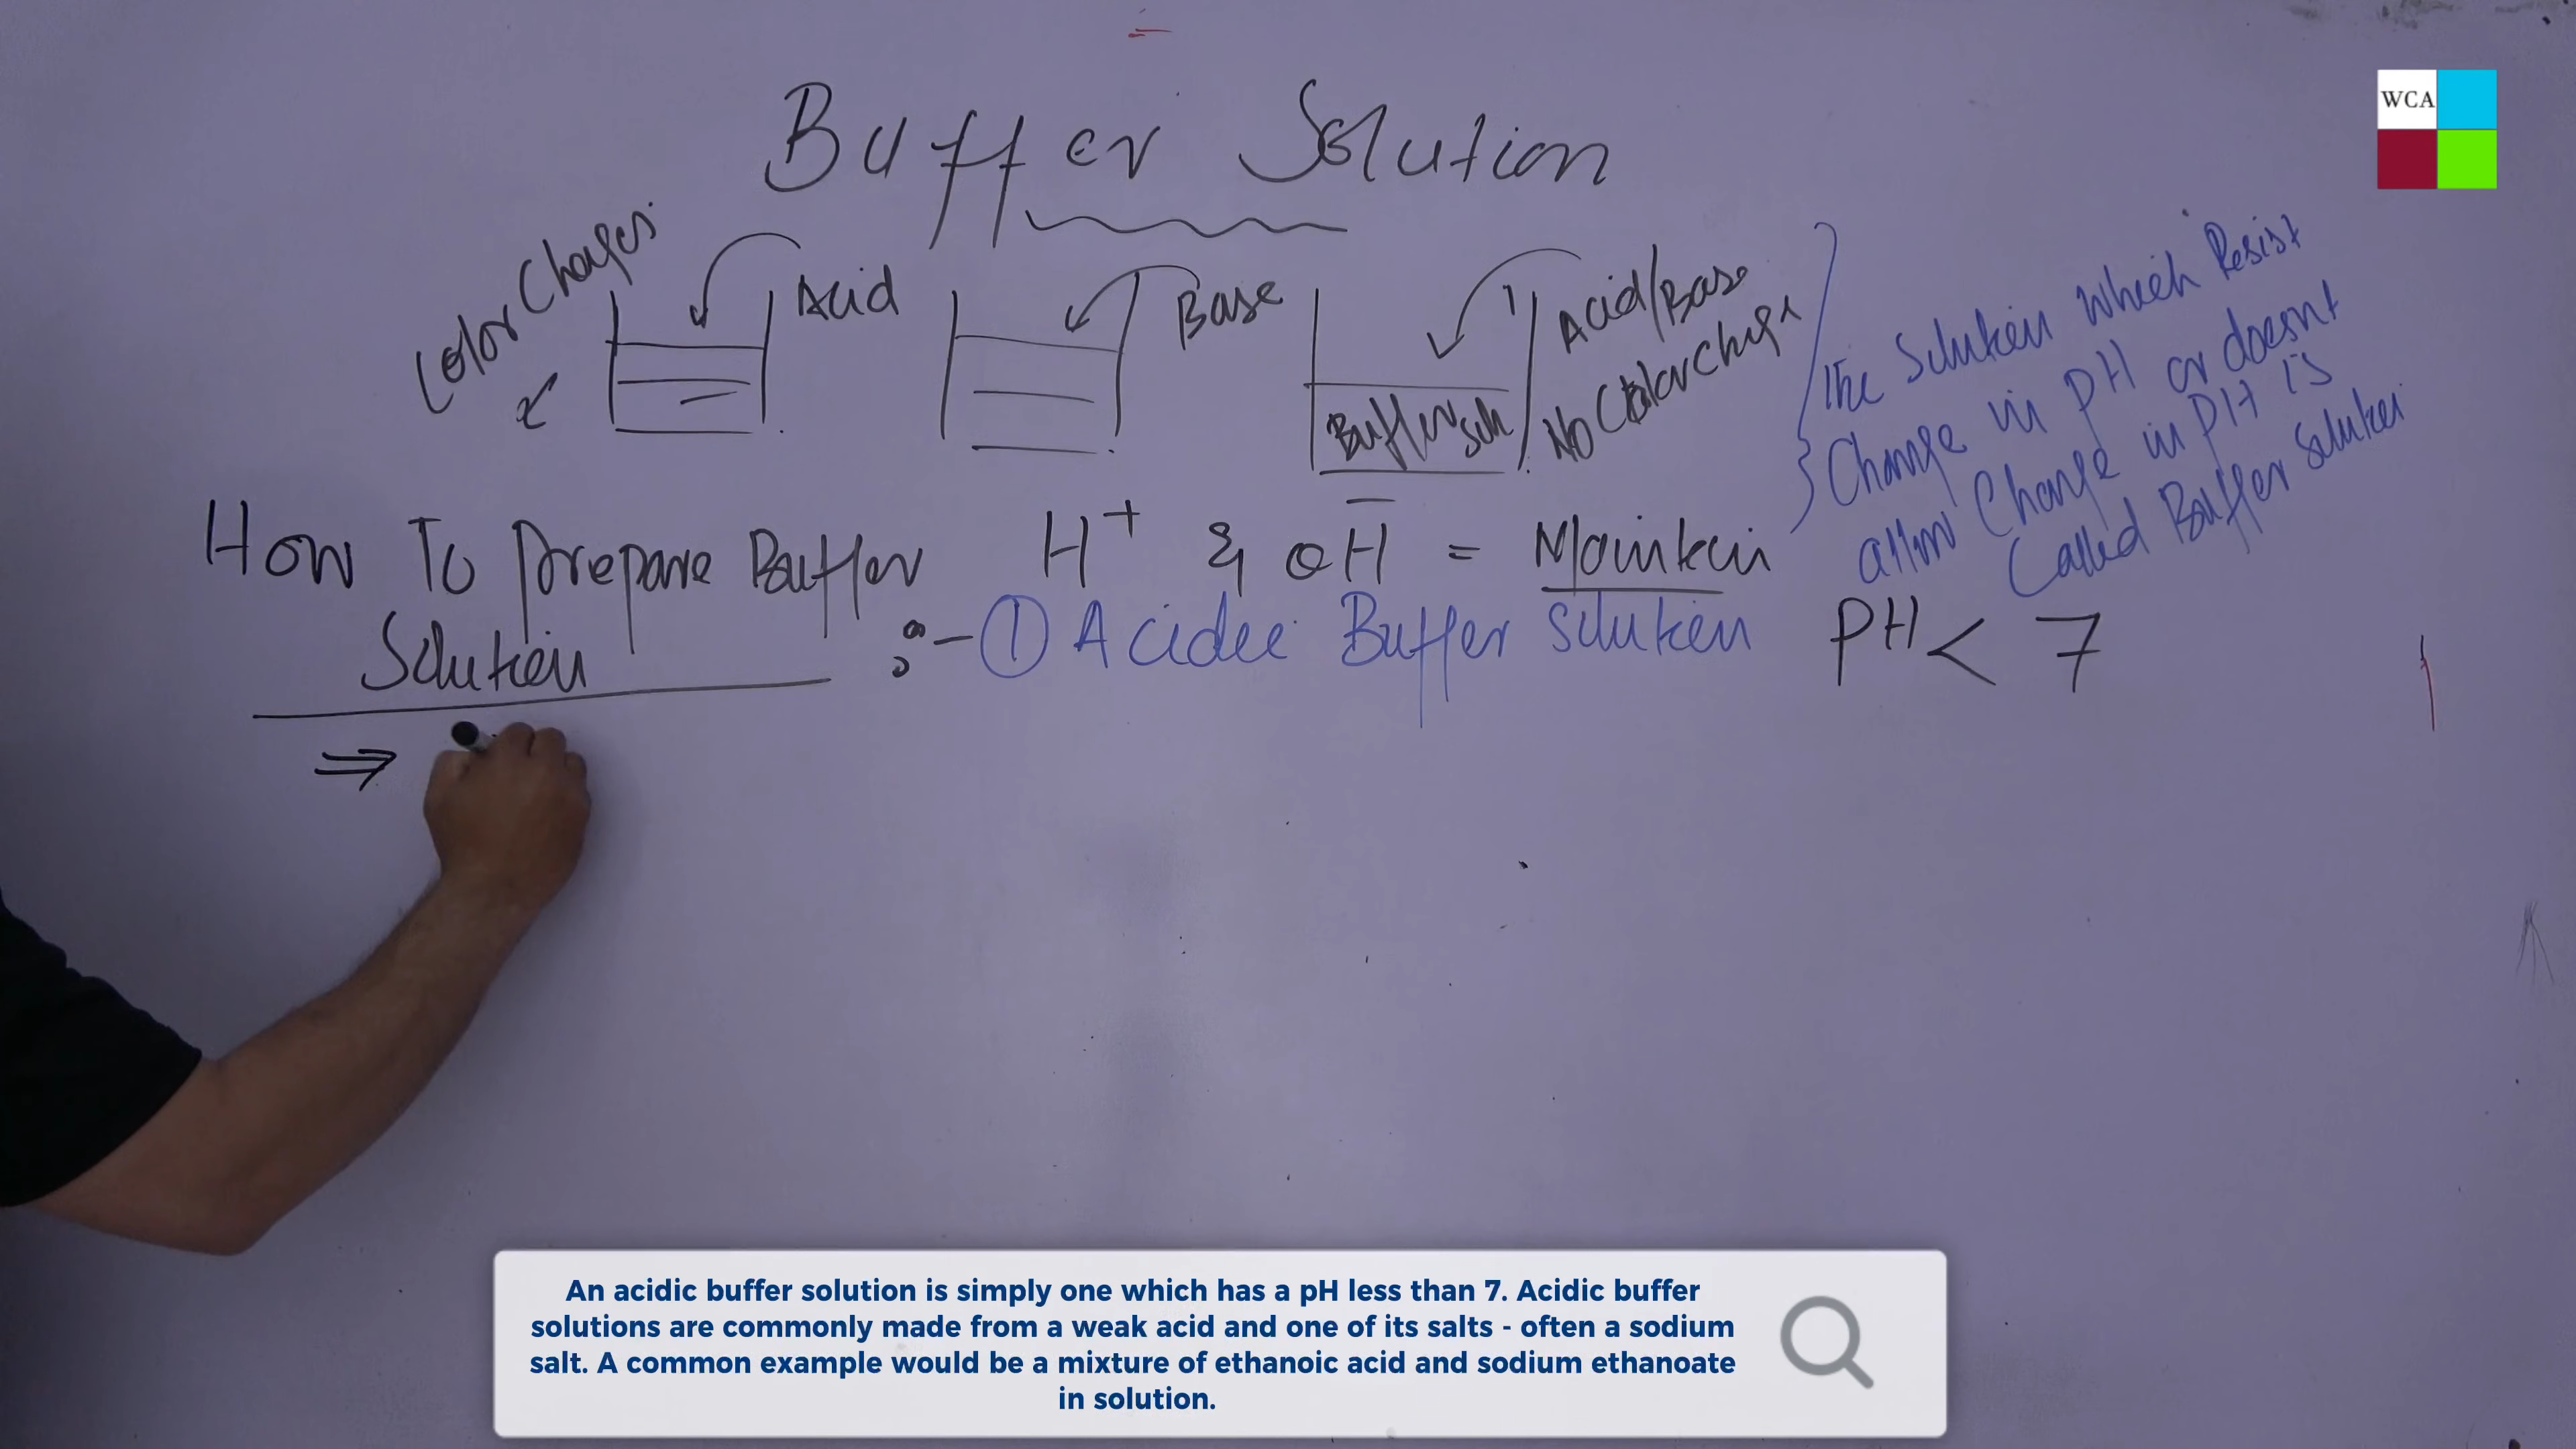 WCA
Buffer Solution
Color Changes
Acid
Base
Acid/Base
No Color Change
Buffer Soln
The Solution which Resist
Change in pH or doesnt
allow Change in pH is
Called Buffer Solution
How To prepare Buffer
Solution :-
H+ & OH- = Maintain
① Acidic Buffer Solution PH < 7
⇒
An acidic buffer solution is simply one which has a pH less than 7. Acidic buffer
solutions are commonly made from a weak acid and one of its salts - often a sodium
salt. A common example would be a mixture of ethanoic acid and sodium ethanoate
in solution.